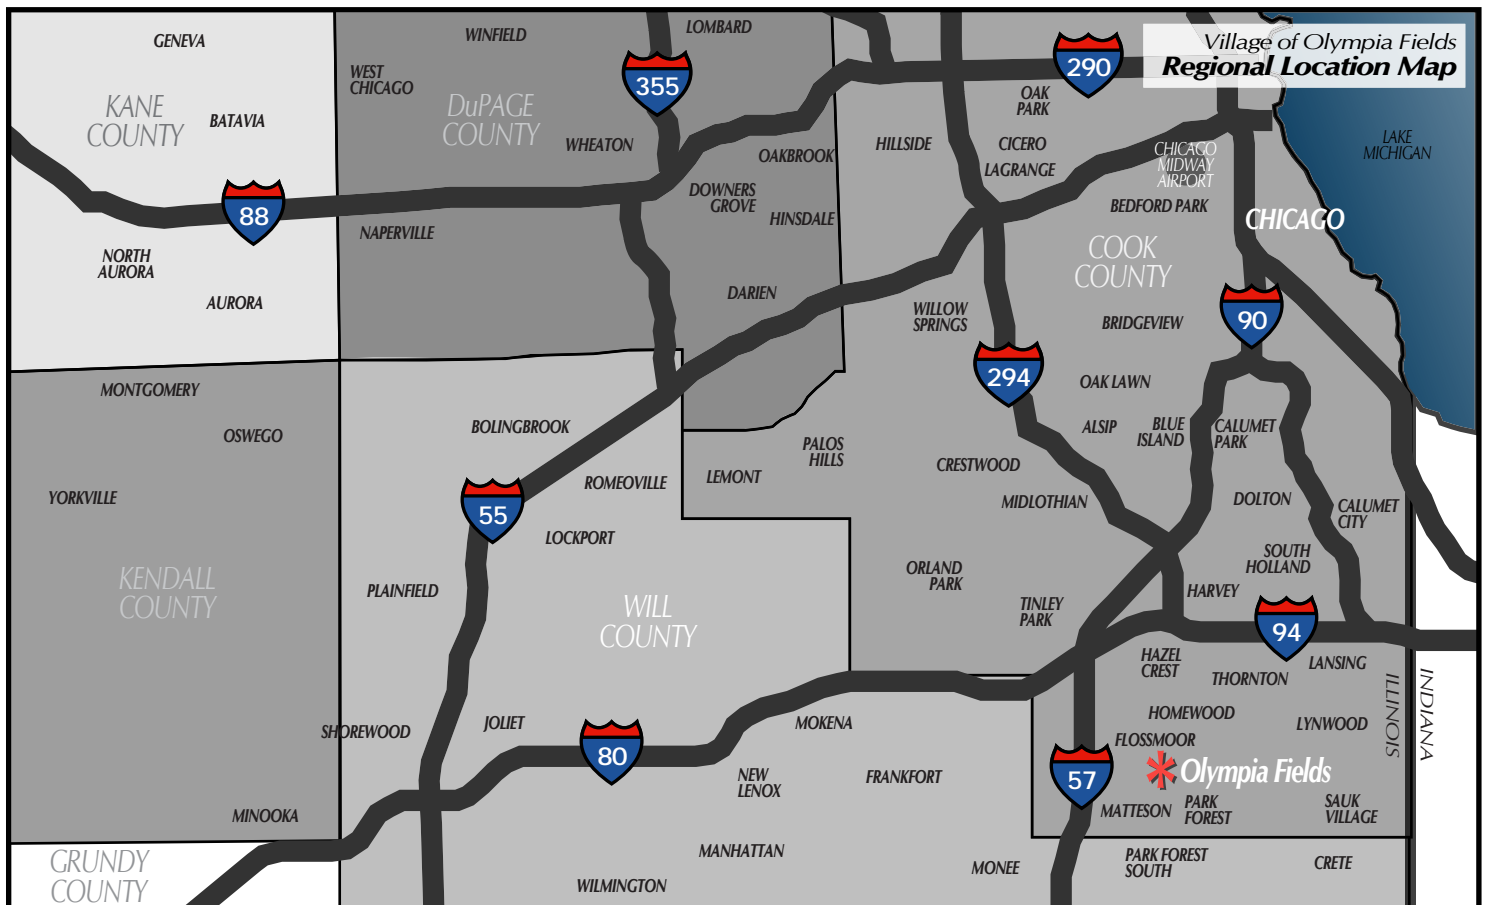 Village of Olympia Fields
Regional Location Map
GENEVA
WINFIELD
LOMBARD
WEST
CHICAGO
355
290
KANE
COUNTY
BATAVIA
DuPAGE
COUNTY
OAK
PARK
WHEATON
OAKBROOK
HILLSIDE
CICERO
LAGRANGE
CHICAGO
MIDWAY
AIRPORT
LAKE
MICHIGAN
88
DOWNERS
GROVE
HINSDALE
BEDFORD PARK
CHICAGO
NAPERVILLE
NORTH
AURORA
COOK
COUNTY
AURORA
DARIEN
WILLOW
SPRINGS
BRIDGEVIEW
90
294
OAK LAWN
MONTGOMERY
OSWEGO
BOLINGBROOK
ALSIP
BLUE
ISLAND
CALUMET
PARK
PALOS
HILLS
CRESTWOOD
YORKVILLE
ROMEOVILLE
LEMONT
MIDLOTHIAN
DOLTON
CALUMET
CITY
55
LOCKPORT
SOUTH
HOLLAND
KENDALL
COUNTY
PLAINFIELD
ORLAND
PARK
HARVEY
WILL
COUNTY
TINLEY
PARK
94
HAZEL
CREST
LANSING
THORNTON
ILLINOIS
INDIANA
SHOREWOOD
JOLIET
MOKENA
HOMEWOOD
LYNWOOD
FLOSSMOOR
80
NEW
LENOX
FRANKFORT
57
Olympia Fields
MATTESON
PARK
FOREST
SAUK
VILLAGE
MINOOKA
GRUNDY
COUNTY
MANHATTAN
MONEE
PARK FOREST
SOUTH
CRETE
WILMINGTON